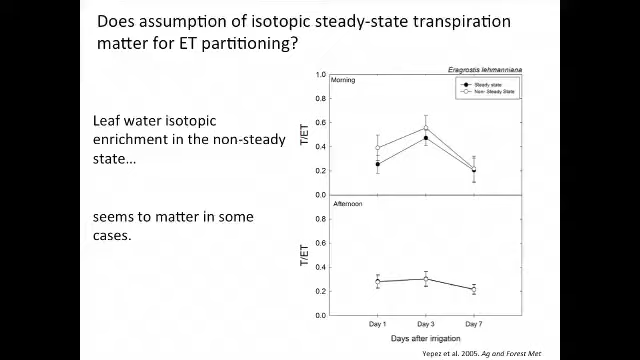 Does assumption of isotopic steady-state transpiration
matter for ET partitioning?
Eragrostis lehmanniana
Morning
Steady state
Non- Steady State
Leaf water isotopic
enrichment in the non-steady
state…
seems to matter in some
cases.
1.0
0.8
0.6
0.4
0.2
0.0
T/ET
Afternoon
0.8
0.6
0.4
0.2
0.0
T/ET
Day 1
Day 3
Day 7
Days after irrigation
Yepez et al. 2005. Ag and Forest Met